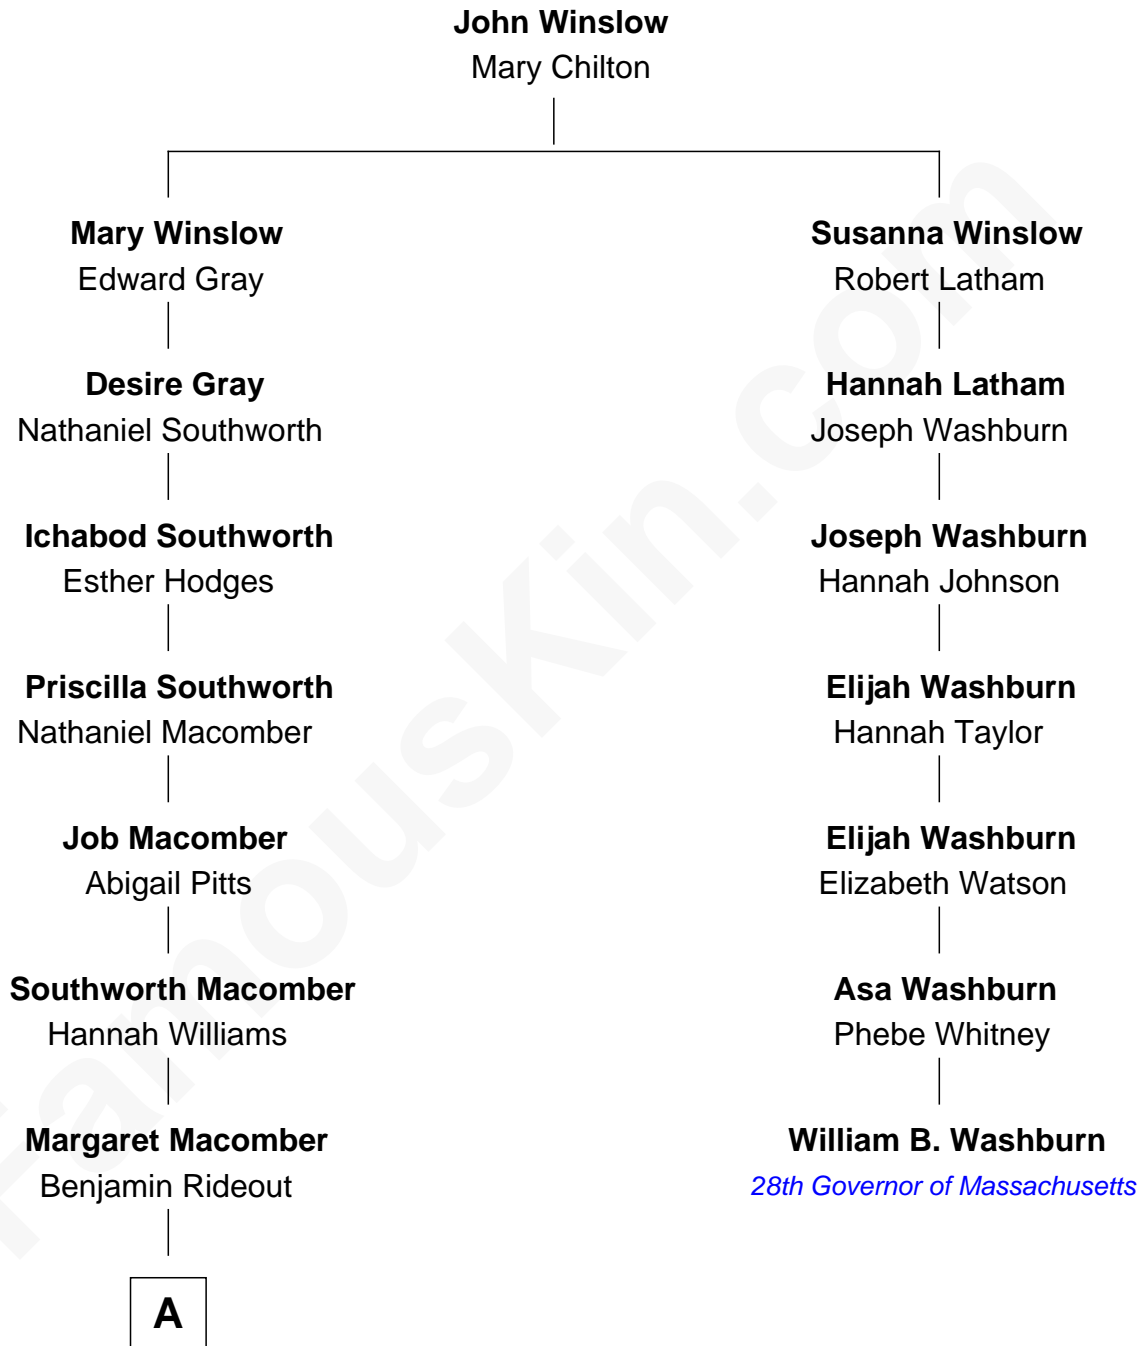 John Winslow
Mary Chilton
Mary Winslow
Edward Gray
Susanna Winslow
Robert Latham
Desire Gray
Nathaniel Southworth
Hannah Latham
Joseph Washburn
Ichabod Southworth
Esther Hodges
Joseph Washburn
Hannah Johnson
Priscilla Southworth
Nathaniel Macomber
Elijah Washburn
Hannah Taylor
Job Macomber
Abigail Pitts
Elijah Washburn
Elizabeth Watson
Southworth Macomber
Hannah Williams
Asa Washburn
Phebe Whitney
Margaret Macomber
Benjamin Rideout
William B. Washburn
28th Governor of Massachusetts
A
FamousKin.com